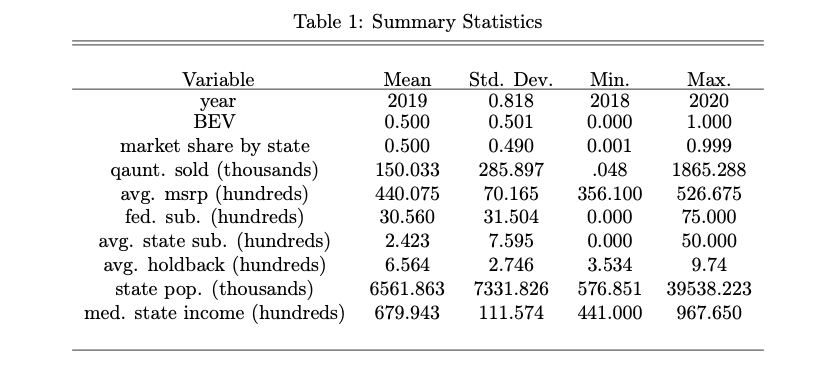 Table 1: Summary Statistics
Variable Mean Std. Dev. Min. Max.
year 2019 0.818 2018 2020
BEV 0.500 0.501 0.000 1.000
market share by state 0.500 0.490 0.001 0.999
qaunt. sold (thousands) 150.033 285.897 .048 1865.288
avg. msrp (hundreds) 440.075 70.165 356.100 526.675
fed. sub. (hundreds) 30.560 31.504 0.000 75.000
avg. state sub. (hundreds) 2.423 7.595 0.000 50.000
avg. holdback (hundreds) 6.564 2.746 3.534 9.74
state pop. (thousands) 6561.863 7331.826 576.851 39538.223
med. state income (hundreds) 679.943 111.574 441.000 967.650